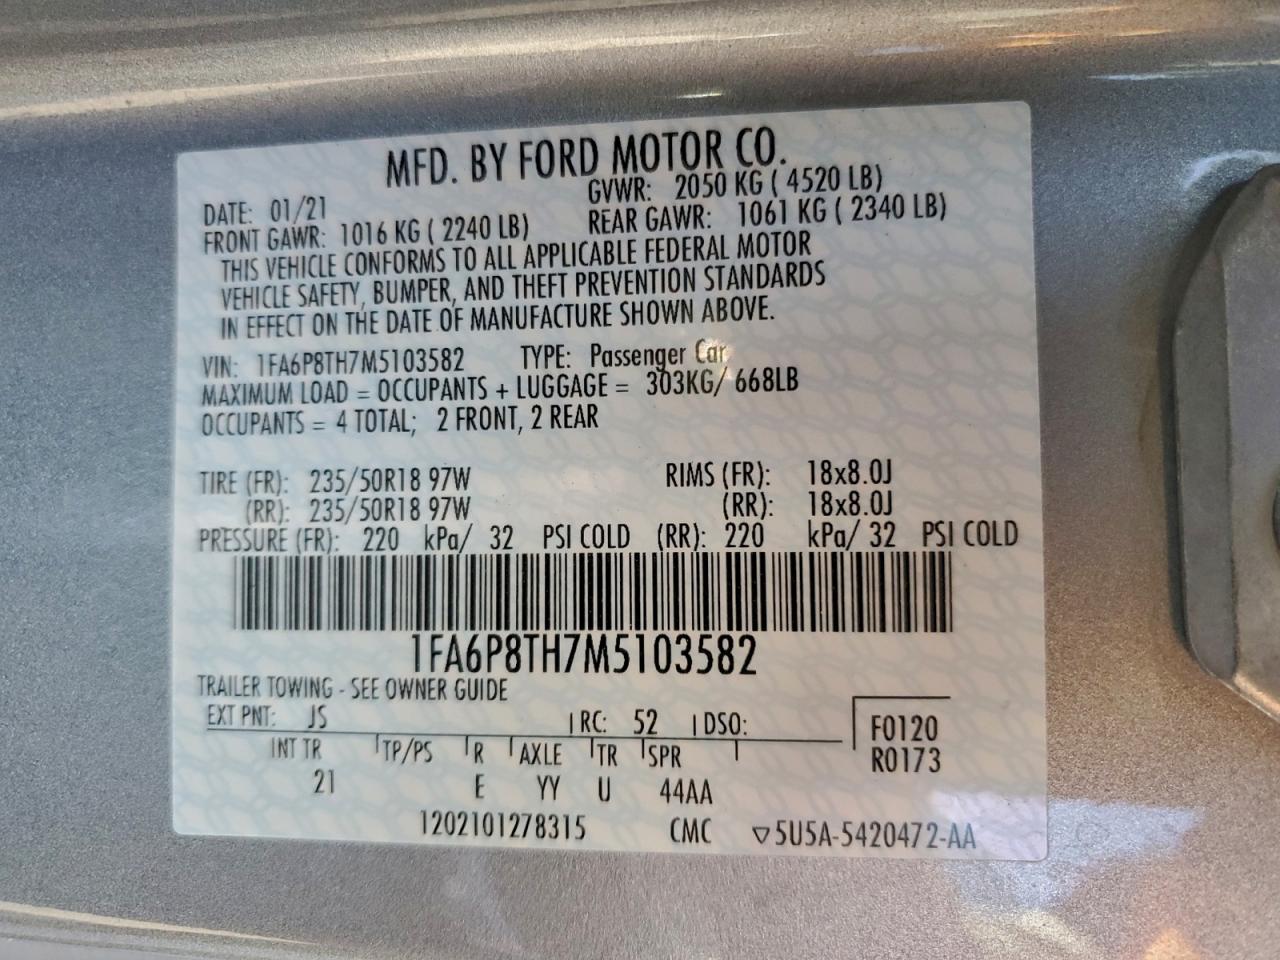 MFD. BY FORD MOTOR CO.
DATE: 01/21 GVWR: 2050 KG ( 4520 LB)
FRONT GAWR: 1016 KG ( 2240 LB) REAR GAWR: 1061 KG ( 2340 LB)
THIS VEHICLE CONFORMS TO ALL APPLICABLE FEDERAL MOTOR
VEHICLE SAFETY, BUMPER, AND THEFT PREVENTION STANDARDS
IN EFFECT ON THE DATE OF MANUFACTURE SHOWN ABOVE.
VIN: 1FA6P8TH7M5103582 TYPE: Passenger Car
MAXIMUM LOAD = OCCUPANTS + LUGGAGE = 303KG/ 668LB
OCCUPANTS = 4 TOTAL; 2 FRONT, 2 REAR
TIRE (FR): 235/50R18 97W RIMS (FR): 18x8.0J
(RR): 235/50R18 97W (RR): 18x8.0J
PRESSURE (FR): 220 kPa/ 32 PSI COLD (RR): 220 kPa/ 32 PSI COLD
1FA6P8TH7M5103582
TRAILER TOWING - SEE OWNER GUIDE
EXT PNT: JS RC: 52 DSO: F0120
INT TR TP/PS R AXLE TR SPR R0173
21 E YY U 44AA
1202101278315 CMC ▽5U5A-5420472-AA